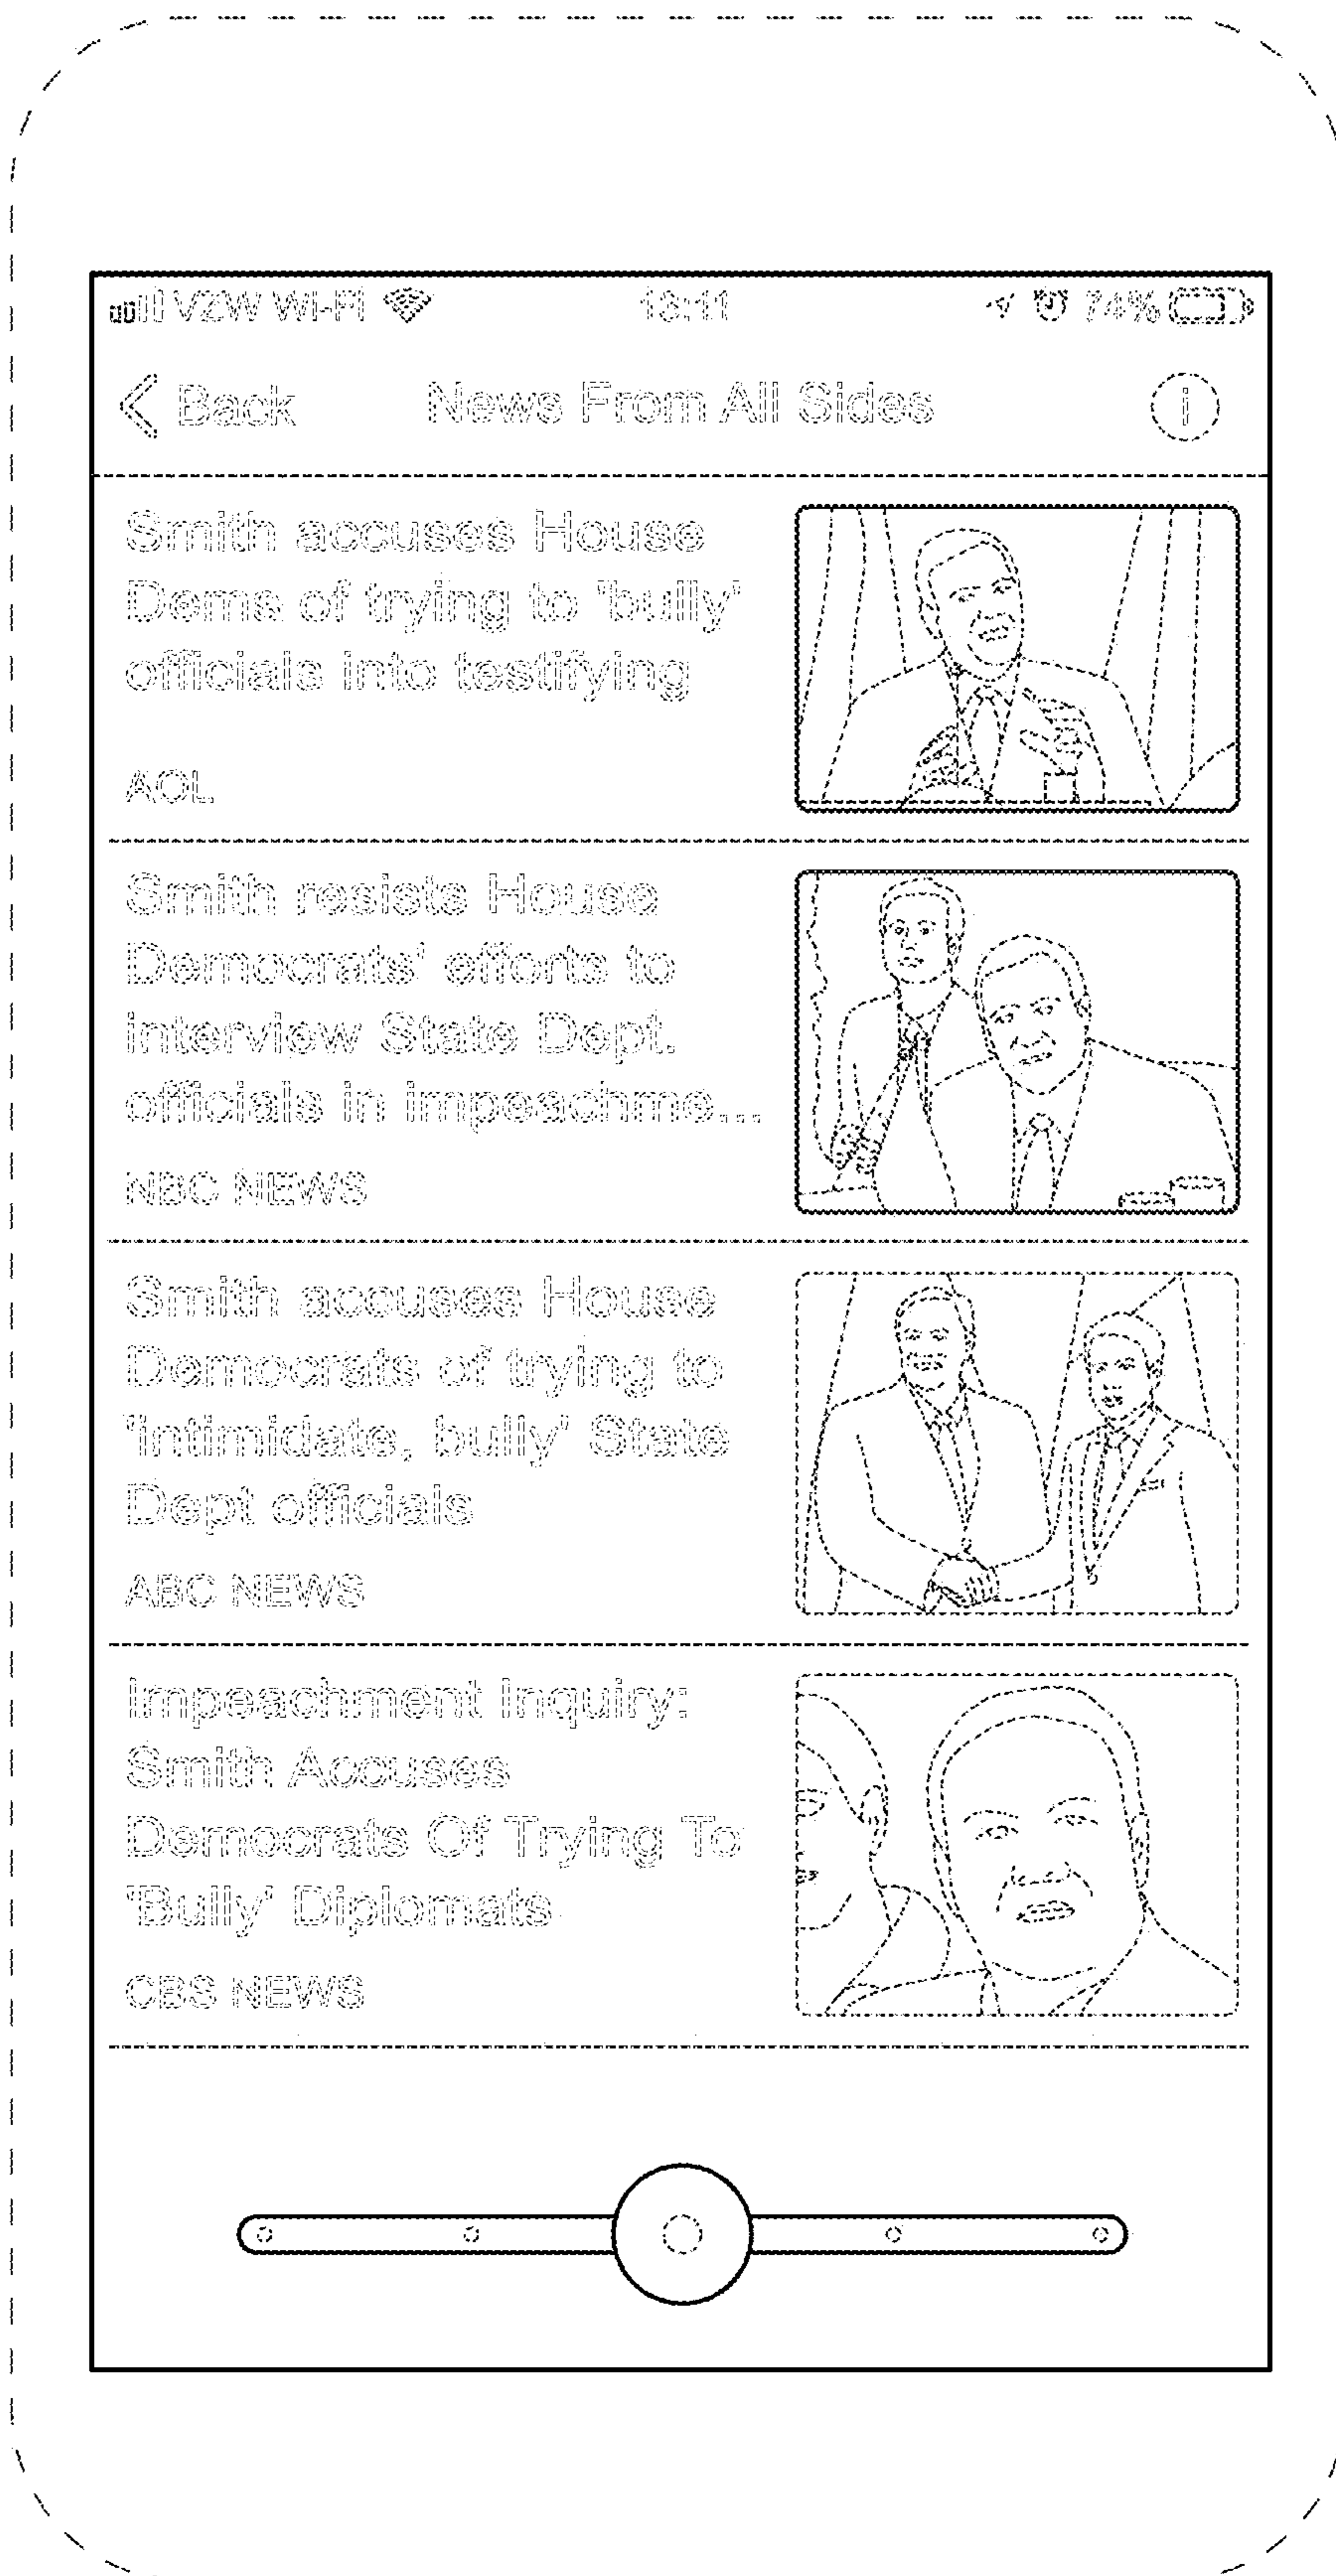 VZW Wi-Fi 13:11 74%
Back News From All Sides i
Smith accuses House
Dems of trying to 'bully'
officials into testifying
AOL
Smith resists House
Democrats' efforts to
interview State Dept.
officials in impeachme...
NBC NEWS
Smith accuses House
Democrats of trying to
'intimidate, bully' State
Dept officials
ABC NEWS
Impeachment Inquiry:
Smith Accuses
Democrats Of Trying To
'Bully' Diplomats
CBS NEWS